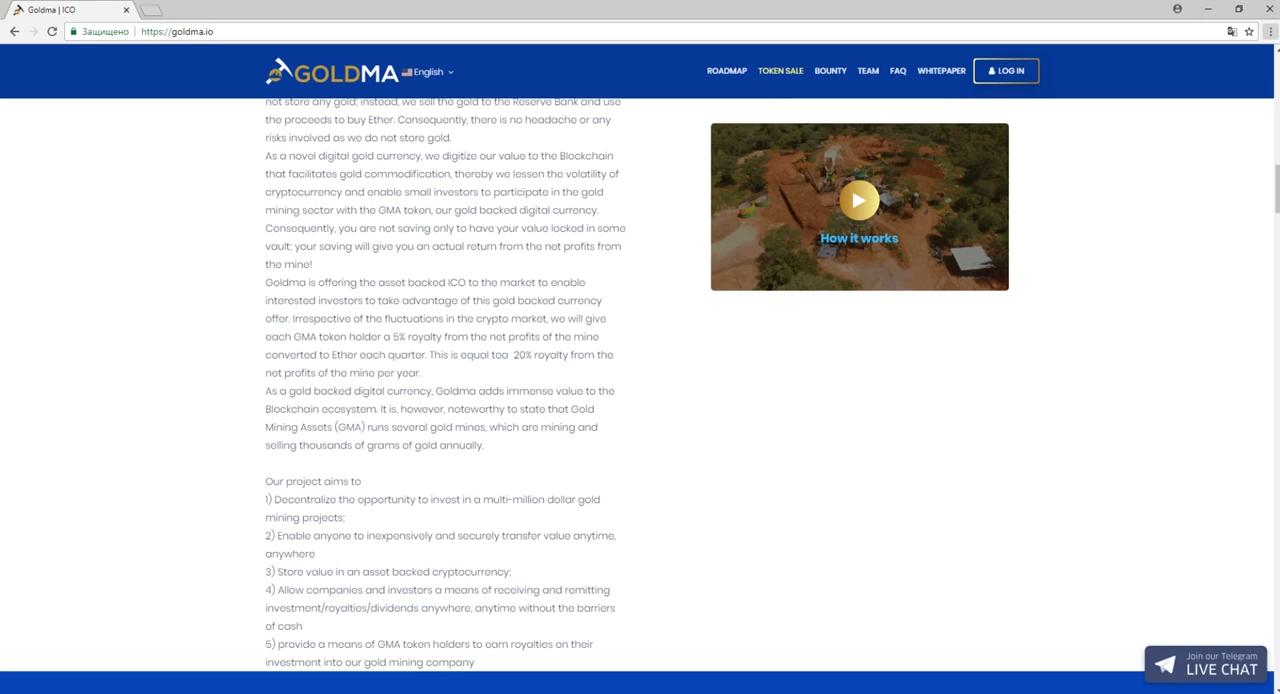 Goldma | ICO
Защищено
https://goldma.io
GOLDMA
English
ROADMAP
TOKEN SALE
BOUNTY
TEAM
FAQ
WHITEPAPER
LOG IN
not store any gold; instead, we sell the gold to the Reserve Bank and use
the proceeds to buy Ether. Consequently, there is no headache or any
risks involved as we do not store gold.
As a novel digital gold currency, we digitize our value to the Blockchain
that facilitates gold commodification, thereby we lessen the volatility of
cryptocurrency and enable small investors to participate in the gold
mining sector with the GMA token, our gold backed digital currency.
Consequently, you are not saving only to have your value locked in some
vault; your saving will give you an actual return from the net profits from
the mine!
Goldma is offering the asset backed ICO to the market to enable
interested investors to take advantage of this gold backed currency
offer. Irrespective of the fluctuations in the crypto market, we will give
each GMA token holder a 5% royalty from the net profits of the mine
converted to Ether each quarter. This is equal toa 20% royalty from the
net profits of the mine per year.
As a gold backed digital currency, Goldma adds immense value to the
Blockchain ecosystem. It is, however, noteworthy to state that Gold
Mining Assets (GMA) runs several gold mines, which are mining and
selling thousands of grams of gold annually.
Our project aims to
1) Decentralize the opportunity to invest in a multi-million dollar gold
mining projects;
2) Enable anyone to inexpensively and securely transfer value anytime,
anywhere
3) Store value in an asset backed cryptocurrency;
4) Allow companies and investors a means of receiving and remitting
investment/royalties/dividends anywhere, anytime without the barriers
of cash
5) provide a means of GMA token holders to earn royalties on their
investment into our gold mining company
How it works
Join our Telegram
LIVE CHAT